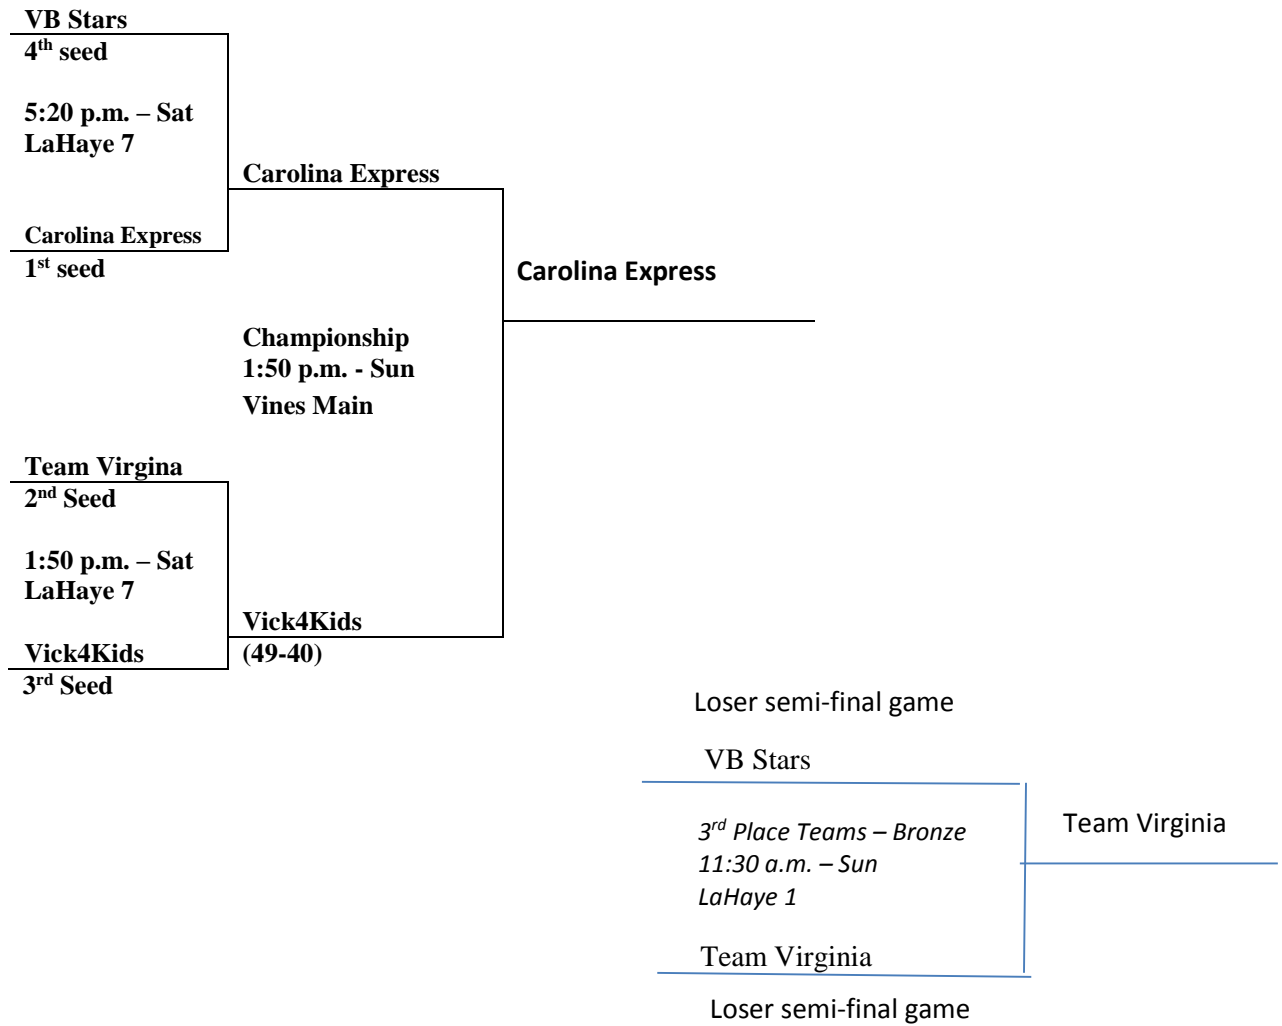 VB Stars
4th seed
5:20 p.m. – Sat
LaHaye 7
Carolina Express
Carolina Express
1st seed
Carolina Express
Championship
1:50 p.m. - Sun
Vines Main
Team Virgina
2nd Seed
1:50 p.m. – Sat
LaHaye 7
Vick4Kids
(49-40)
Vick4Kids
3rd Seed
Loser semi-final game
VB Stars
3rd Place Teams – Bronze
11:30 a.m. – Sun
LaHaye 1
Team Virginia
Team Virginia
Loser semi-final game